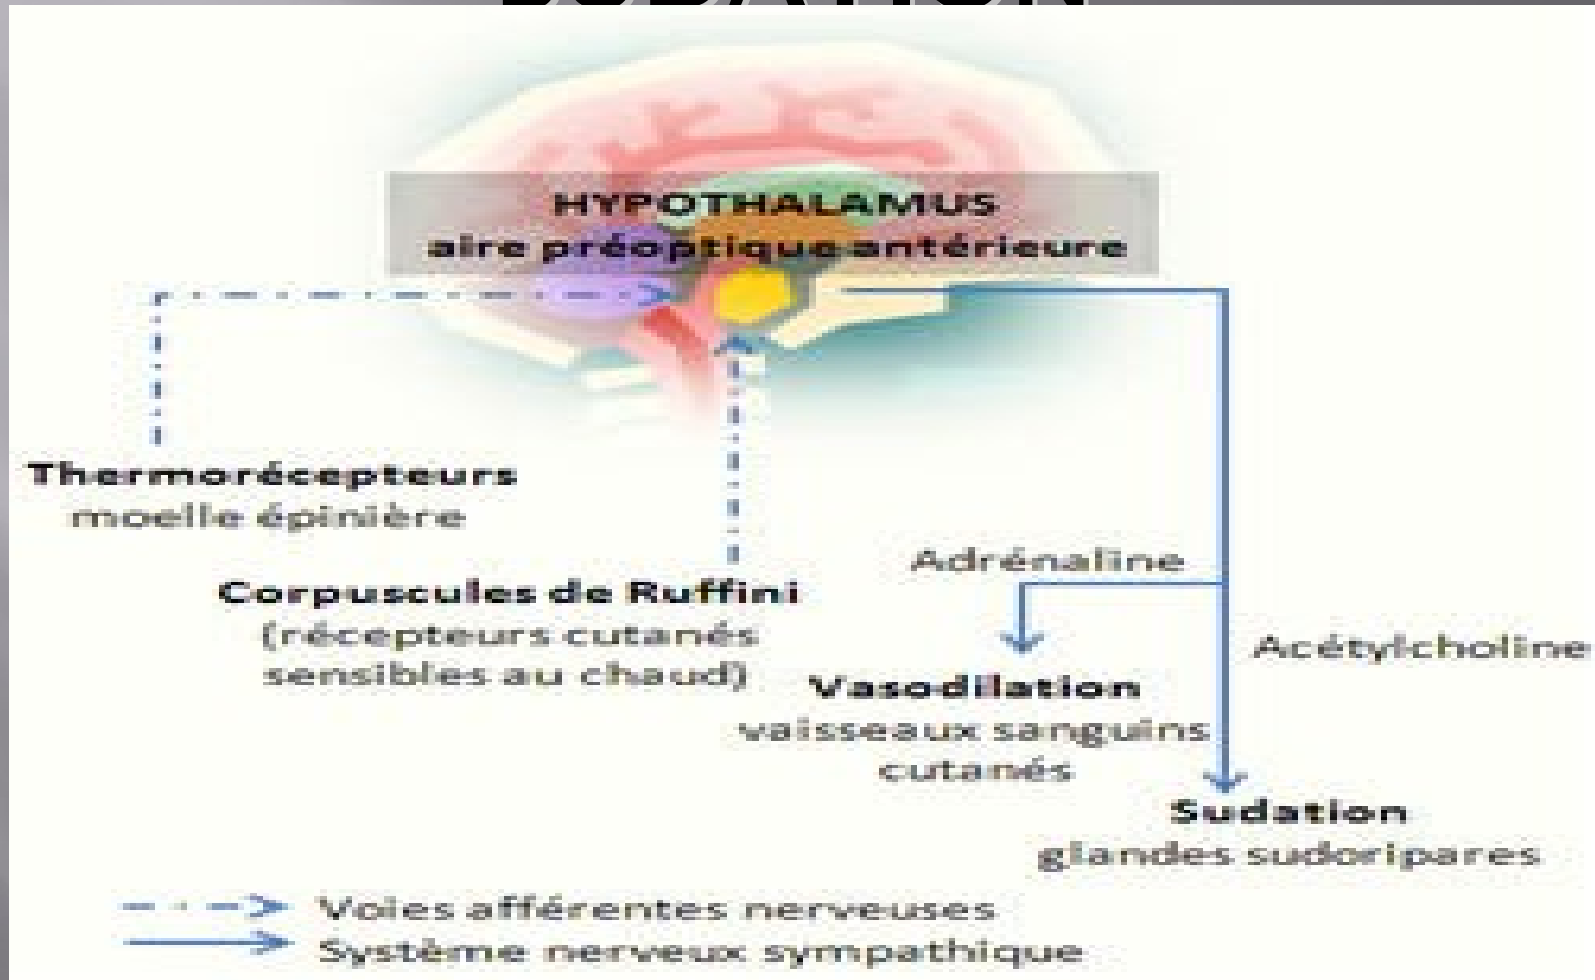 SUDATION
HYPOTHALAMUS
aire préoptique antérieure
Thermorécepteurs
moelle épinière
Corpuscules de Ruffini
(récepteurs cutanés
sensibles au chaud)
Adrénaline
Vasodilation
vaisseaux sanguins
cutanés
Acétylcholine
Sudation
glandes sudoripares
Voies afférentes nerveuses
Système nerveux sympathique